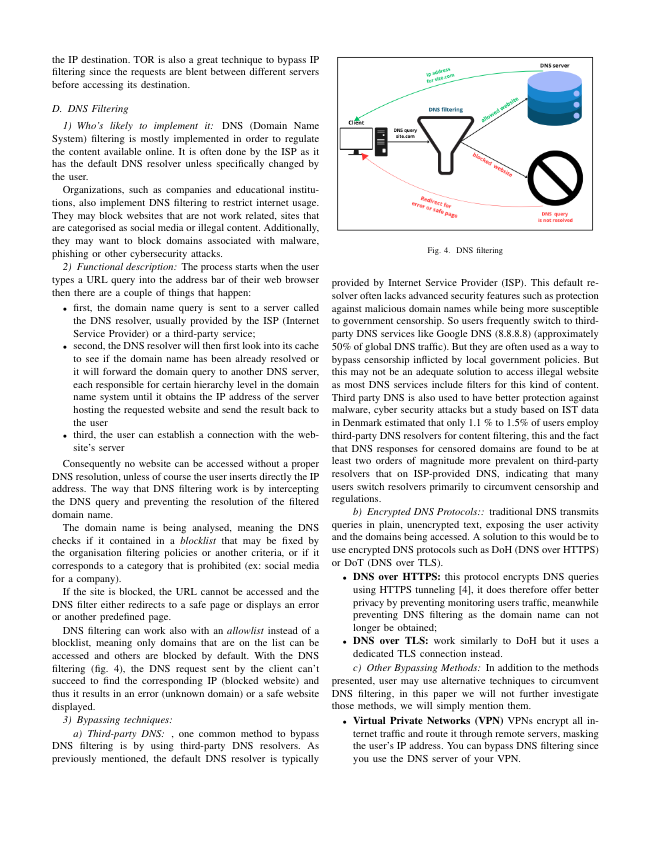 the IP destination. TOR is also a great technique to bypass IP
filtering since the requests are blent between different servers
before accessing its destination.
D. DNS Filtering
1) Who's likely to implement it: DNS (Domain Name
System) filtering is mostly implemented in order to regulate
the content available online. It is often done by the ISP as it
has the default DNS resolver unless specifically changed by
the user.
Organizations, such as companies and educational institu-
tions, also implement DNS filtering to restrict internet usage.
They may block websites that are not work related, sites that
are categorised as social media or illegal content. Additionally,
they may want to block domains associated with malware,
phishing or other cybersecurity attacks.
2) Functional description: The process starts when the user
types a URL query into the address bar of their web browser
then there are a couple of things that happen:
• first, the domain name query is sent to a server called
the DNS resolver, usually provided by the ISP (Internet
Service Provider) or a third-party service;
• second, the DNS resolver will then first look into its cache
to see if the domain name has been already resolved or
it will forward the domain query to another DNS server,
each responsible for certain hierarchy level in the domain
name system until it obtains the IP address of the server
hosting the requested website and send the result back to
the user
• third, the user can establish a connection with the web-
site's server
Consequently no website can be accessed without a proper
DNS resolution, unless of course the user inserts directly the IP
address. The way that DNS filtering work is by intercepting
the DNS query and preventing the resolution of the filtered
domain name.
The domain name is being analysed, meaning the DNS
checks if it contained in a blocklist that may be fixed by
the organisation filtering policies or another criteria, or if it
corresponds to a category that is prohibited (ex: social media
for a company).
If the site is blocked, the URL cannot be accessed and the
DNS filter either redirects to a safe page or displays an error
or another predefined page.
DNS filtering can work also with an allowlist instead of a
blocklist, meaning only domains that are on the list can be
accessed and others are blocked by default. With the DNS
filtering (fig. 4), the DNS request sent by the client can't
succeed to find the corresponding IP (blocked website) and
thus it results in an error (unknown domain) or a safe website
displayed.
3) Bypassing techniques:
a) Third-party DNS: , one common method to bypass
DNS filtering is by using third-party DNS resolvers. As
previously mentioned, the default DNS resolver is typically
DNS server
ip address
for site.com
allowed website
DNS filtering
Client
DNS query
site.com
blocked website
Redirect for
error or safe page
DNS query
is not resolved
Fig. 4. DNS filtering
provided by Internet Service Provider (ISP). This default re-
solver often lacks advanced security features such as protection
against malicious domain names while being more susceptible
to government censorship. So users frequently switch to third-
party DNS services like Google DNS (8.8.8.8) (approximately
50% of global DNS traffic). But they are often used as a way to
bypass censorship inflicted by local government policies. But
this may not be an adequate solution to access illegal website
as most DNS services include filters for this kind of content.
Third party DNS is also used to have better protection against
malware, cyber security attacks but a study based on IST data
in Denmark estimated that only 1.1 % to 1.5% of users employ
third-party DNS resolvers for content filtering, this and the fact
that DNS responses for censored domains are found to be at
least two orders of magnitude more prevalent on third-party
resolvers that on ISP-provided DNS, indicating that many
users switch resolvers primarily to circumvent censorship and
regulations.
b) Encrypted DNS Protocols:: traditional DNS transmits
queries in plain, unencrypted text, exposing the user activity
and the domains being accessed. A solution to this would be to
use encrypted DNS protocols such as DoH (DNS over HTTPS)
or DoT (DNS over TLS).
• DNS over HTTPS: this protocol encrypts DNS queries
using HTTPS tunneling [4], it does therefore offer better
privacy by preventing monitoring users traffic, meanwhile
preventing DNS filtering as the domain name can not
longer be obtained;
• DNS over TLS: work similarly to DoH but it uses a
dedicated TLS connection instead.
c) Other Bypassing Methods: In addition to the methods
presented, user may use alternative techniques to circumvent
DNS filtering, in this paper we will not further investigate
those methods, we will simply mention them.
• Virtual Private Networks (VPN) VPNs encrypt all in-
ternet traffic and route it through remote servers, masking
the user's IP address. You can bypass DNS filtering since
you use the DNS server of your VPN.